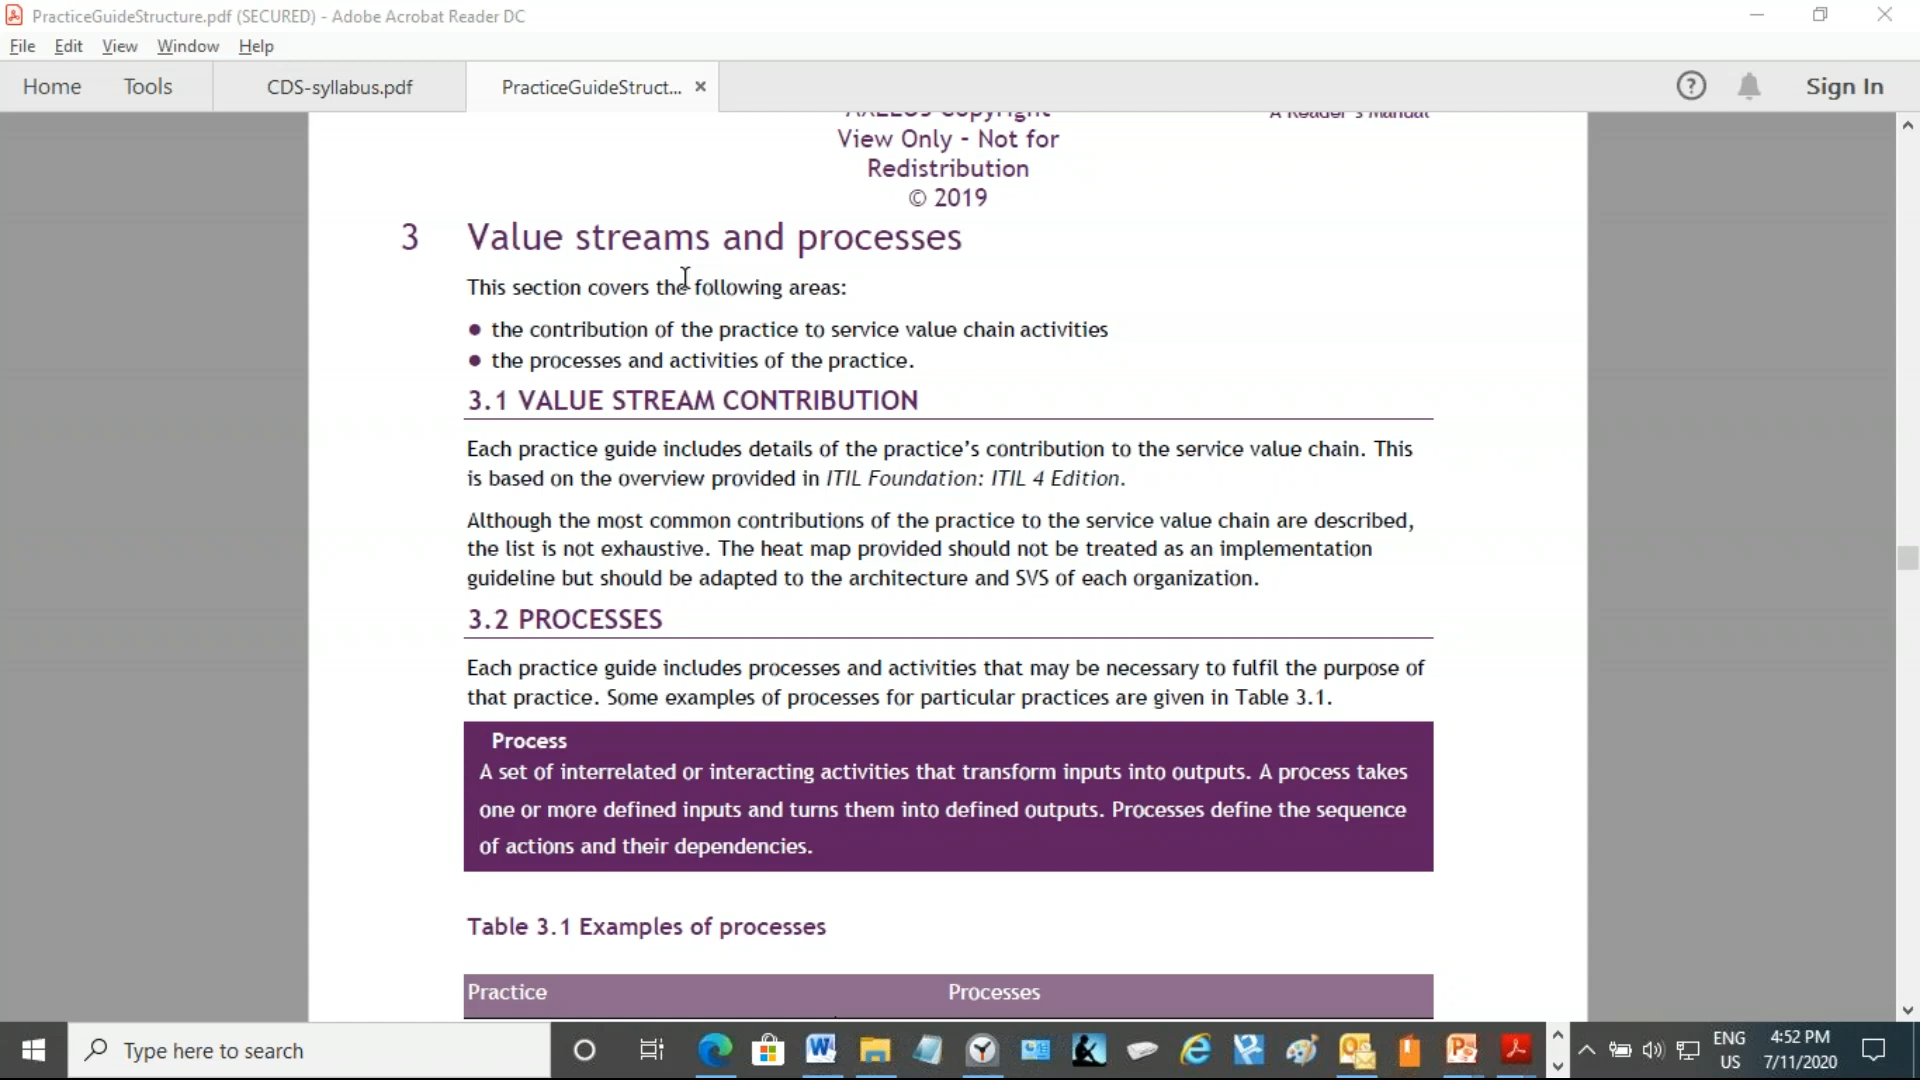 PracticeGuideStructure.pdf (SECURED) - Adobe Acrobat Reader DC
File Edit View Window Help
Home Tools CDS-syllabus.pdf PracticeGuideStruct... × Sign In
AXELOS Copyright
A Reader's Manual
View Only - Not for
Redistribution
© 2019
3 Value streams and processes
This section covers the following areas:
● the contribution of the practice to service value chain activities
● the processes and activities of the practice.
3.1 VALUE STREAM CONTRIBUTION
Each practice guide includes details of the practice's contribution to the service value chain. This
is based on the overview provided in ITIL Foundation: ITIL 4 Edition.
Although the most common contributions of the practice to the service value chain are described,
the list is not exhaustive. The heat map provided should not be treated as an implementation
guideline but should be adapted to the architecture and SVS of each organization.
3.2 PROCESSES
Each practice guide includes processes and activities that may be necessary to fulfil the purpose of
that practice. Some examples of processes for particular practices are given in Table 3.1.
Process
A set of interrelated or interacting activities that transform inputs into outputs. A process takes
one or more defined inputs and turns them into defined outputs. Processes define the sequence
of actions and their dependencies.
Table 3.1 Examples of processes
Practice Processes
Type here to search
ENG
US
4:52 PM
7/11/2020